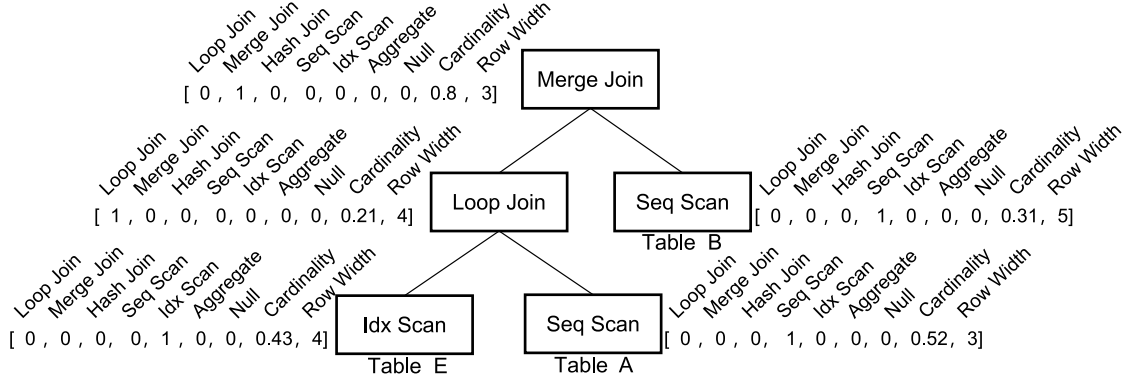 Loop Join Merge Join Hash Join Seq Scan Idx Scan Aggregate Null Cardinality Row Width
[ 0 , 1 , 0, 0, 0, 0, 0, 0.8 , 3]
Merge Join
Loop Join Merge Join Hash Join Seq Scan Idx Scan Aggregate Null Cardinality Row Width
[ 1 , 0, 0, 0, 0, 0, 0, 0.21, 4]
Loop Join
Seq Scan
Table B
Loop Join Merge Join Hash Join Seq Scan Idx Scan Aggregate Null Cardinality Row Width
[ 0, 0, 0, 1, 0, 0, 0, 0.31, 5]
Loop Join Merge Join Hash Join Seq Scan Idx Scan Aggregate Null Cardinality Row Width
[ 0 , 0, 0, 0, 1, 0, 0, 0.43, 4]
Idx Scan
Table E
Seq Scan
Table A
Loop Join Merge Join Hash Join Seq Scan Idx Scan Aggregate Null Cardinality Row Width
[ 0 , 0 , 0, 1, 0, 0, 0, 0.52, 3]